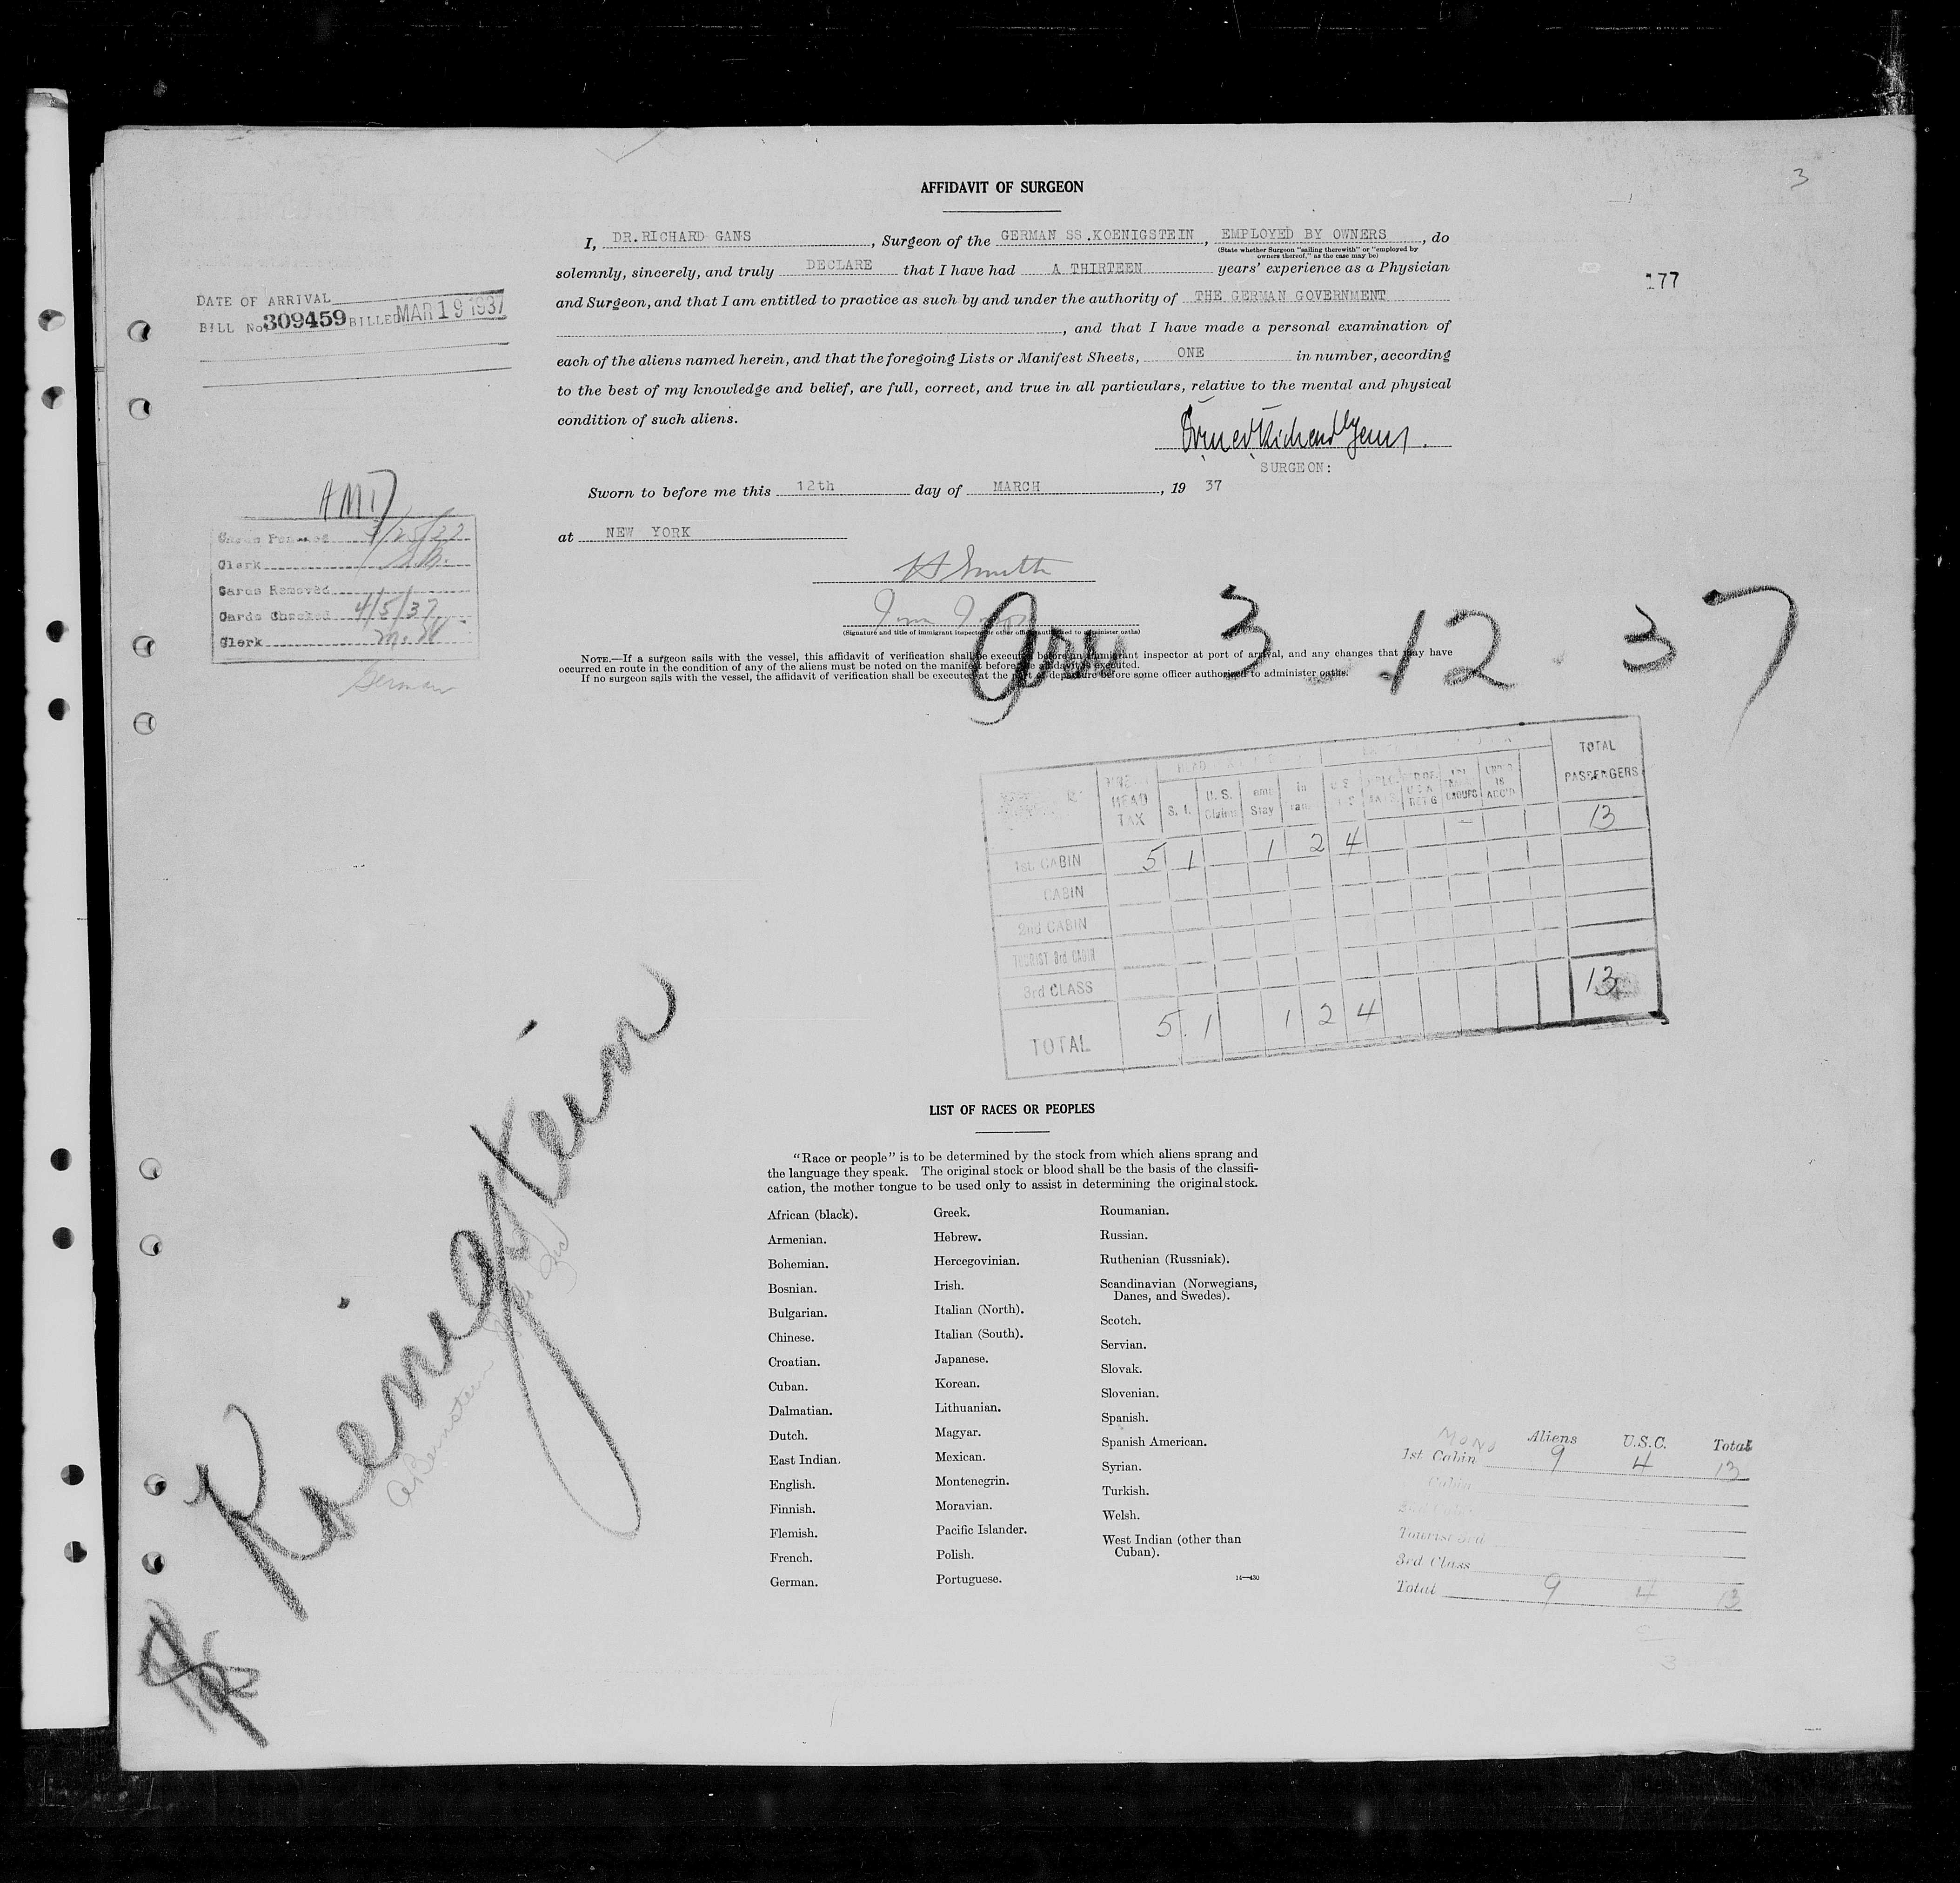 3
AFFIDAVIT OF SURGEON
I, DR.RICHARD GANS, Surgeon of the GERMAN SS.KOENIGSTEIN, EMPLOYED BY OWNERS, do
(State whether Surgeon "sailing therewith" or "employed by
owners thereof," as the case may be)
solemnly, sincerely, and truly DECLARE that I have had A THIRTEEN years' experience as a Physician
and Surgeon, and that I am entitled to practice as such by and under the authority of THE GERMAN GOVERNMENT
, and that I have made a personal examination of
each of the aliens named herein, and that the foregoing Lists or Manifest Sheets, ONE in number, according
to the best of my knowledge and belief, are full, correct, and true in all particulars, relative to the mental and physical
condition of such aliens.
SURGEON:
Sworn to before me this 12th day of MARCH, 19 37
at NEW YORK
Smith
(Signature and title of immigrant inspector or other officer authorized to administer oaths)
NOTE.—If a surgeon sails with the vessel, this affidavit of verification shall be executed before an immigrant inspector at port of arrival, and any changes that may have
occurred en route in the condition of any of the aliens must be noted on the manifest before the affidavit is executed.
If no surgeon sails with the vessel, the affidavit of verification shall be executed at the port of departure before some officer authorized to administer oaths.
177
DATE OF ARRIVAL
BILL No. 309459 BILLED MAR 19 1937
Clerk
Cards Removed
Cards Checked 4/5/37
Clerk
German
Arr 3 - 12 - 37
HEAD TAX S. I. U. S. Claims Stay TOTAL PASSENGERS
1st CABIN 5 1 1 2 4 13
CABIN
2nd CABIN
TOURIST 3rd CABIN
3rd CLASS
TOTAL 5 1 1 2 4 13
Koenigstein
LIST OF RACES OR PEOPLES
"Race or people" is to be determined by the stock from which aliens sprang and
the language they speak. The original stock or blood shall be the basis of the classifi-
cation, the mother tongue to be used only to assist in determining the original stock.
African (black).
Armenian.
Bohemian.
Bosnian.
Bulgarian.
Chinese.
Croatian.
Cuban.
Dalmatian.
Dutch.
East Indian.
English.
Finnish.
Flemish.
French.
German.
Greek.
Hebrew.
Hercegovinian.
Irish.
Italian (North).
Italian (South).
Japanese.
Korean.
Lithuanian.
Magyar.
Mexican.
Montenegrin.
Moravian.
Pacific Islander.
Polish.
Portuguese.
Roumanian.
Russian.
Ruthenian (Russniak).
Scandinavian (Norwegians,
Danes, and Swedes).
Scotch.
Servian.
Slovak.
Slovenian.
Spanish.
Spanish American.
Syrian.
Turkish.
Welsh.
West Indian (other than
Cuban).
14—430
MONO Aliens U.S.C. Total
1st Cabin 9 4 13
Cabin
Tourist 3rd
3rd Class
Total 9 4 13